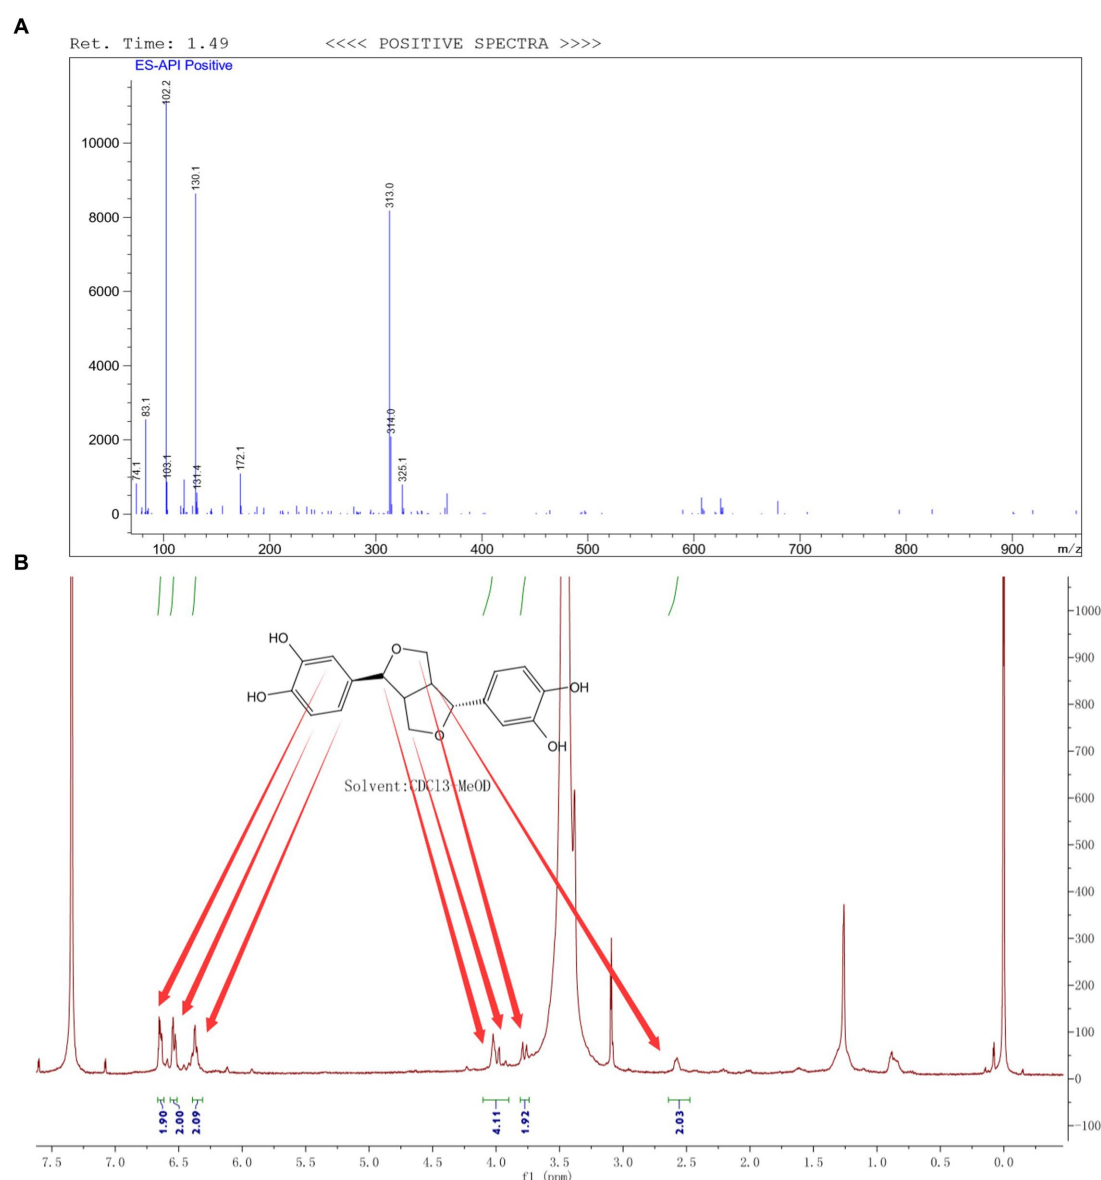 A
Ret. Time: 1.49 <<<< POSITIVE SPECTRA >>>>
ES-API Positive
102.2
10000
130.1
8000
313.0
6000
4000
83.1
314.0
2000
74.1
103.1
131.4
172.1
325.1
0
100 200 300 400 500 600 700 800 900 m/z
B
1000
900
HO
O
HO
OH
800
O
OH
700
Solvent:CDCl3-MeOD
600
500
400
300
200
100
0
1.90 2.00 2.09 4.11 1.92 2.03
-100
7.5 7.0 6.5 6.0 5.5 5.0 4.5 4.0 3.5 3.0 2.5 2.0 1.5 1.0 0.5 0.0
f1 (ppm)